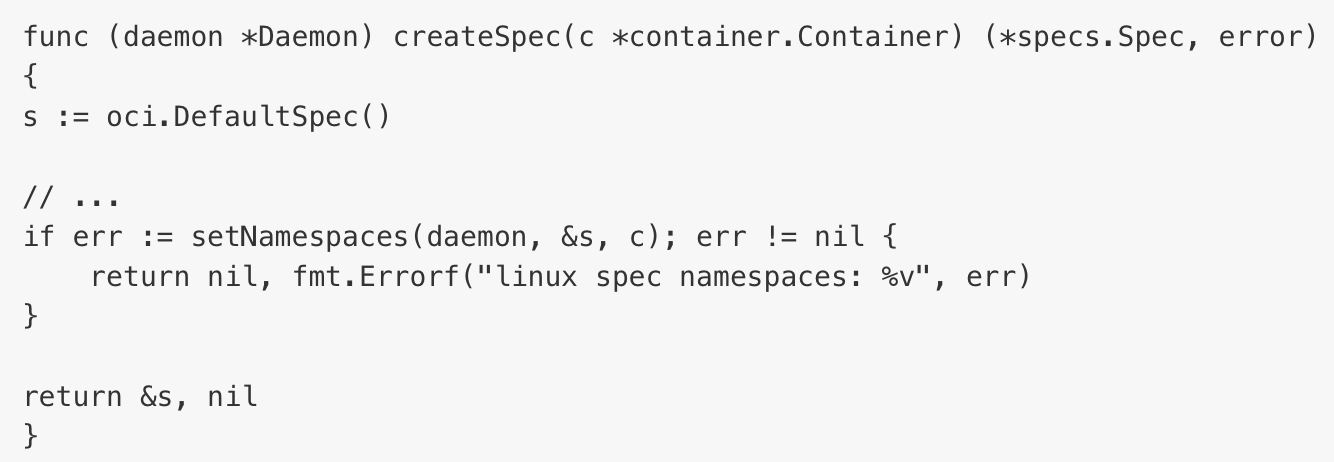 func (daemon *Daemon) createSpec(c *container.Container) (*specs.Spec, error)
{
s := oci.DefaultSpec()

// ...
if err := setNamespaces(daemon, &s, c); err != nil {
    return nil, fmt.Errorf("linux spec namespaces: %v", err)
}

return &s, nil
}